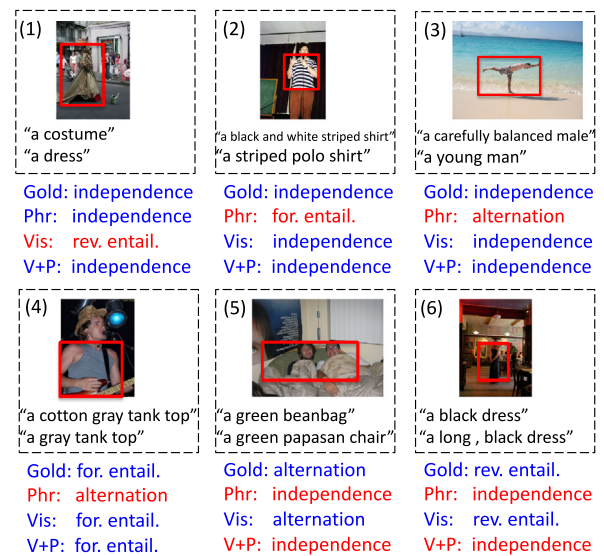 (1)
“a costume”
“a dress”
Gold: independence
Phr: independence
Vis: rev. entail.
V+P: independence
(2)
“a black and white striped shirt”
“a striped polo shirt”
Gold: independence
Phr: for. entail.
Vis: independence
V+P: independence
(3)
“a carefully balanced male”
“a young man”
Gold: independence
Phr: alternation
Vis: independence
V+P: independence
(4)
“a cotton gray tank top”
“a gray tank top”
Gold: for. entail.
Phr: alternation
Vis: for. entail.
V+P: for. entail.
(5)
“a green beanbag”
“a green papasan chair”
Gold: alternation
Phr: independence
Vis: alternation
V+P: independence
(6)
“a black dress”
“a long , black dress”
Gold: rev. entail.
Phr: independence
Vis: rev. entail.
V+P: independence